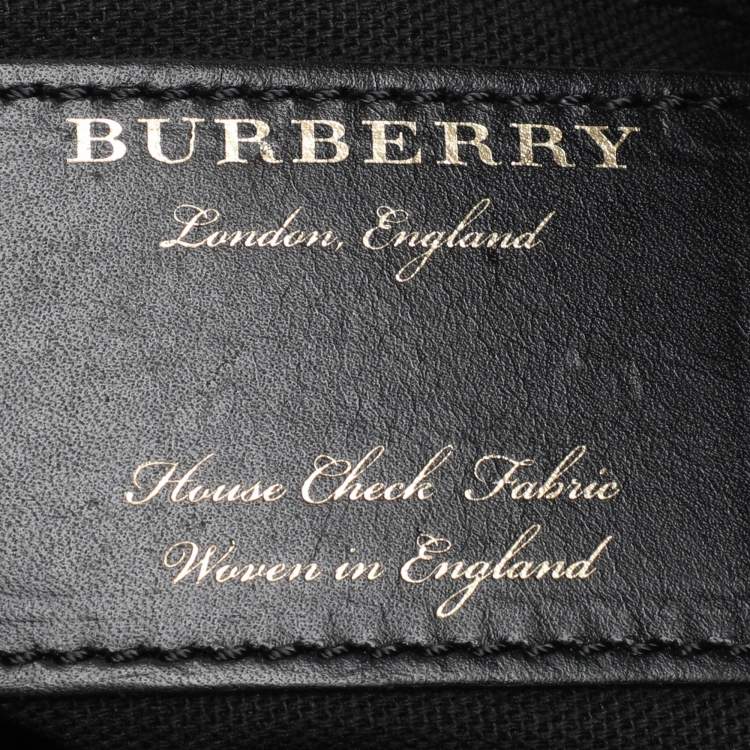 BURBERRY
London, England
House Check Fabric
Woven in England